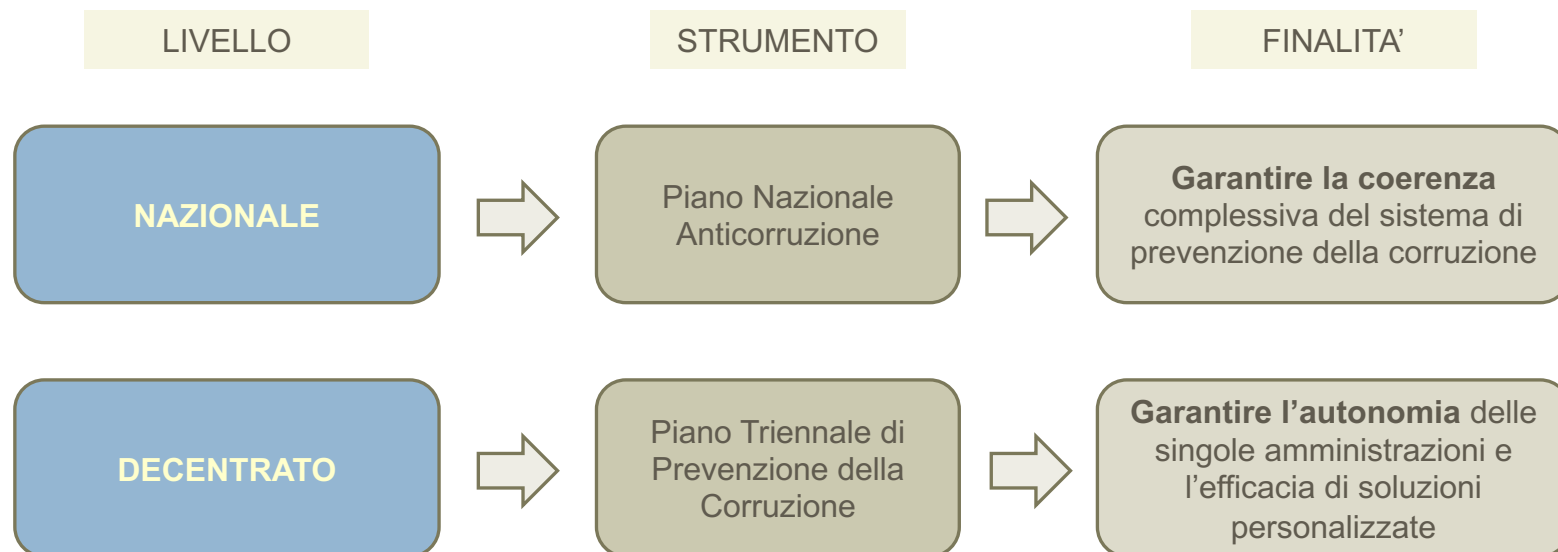 LIVELLO
STRUMENTO
FINALITA’
NAZIONALE
Piano Nazionale
Anticorruzione
Garantire la coerenza
complessiva del sistema di
prevenzione della corruzione
DECENTRATO
Piano Triennale di
Prevenzione della
Corruzione
Garantire l’autonomia delle
singole amministrazioni e
l’efficacia di soluzioni
personalizzate